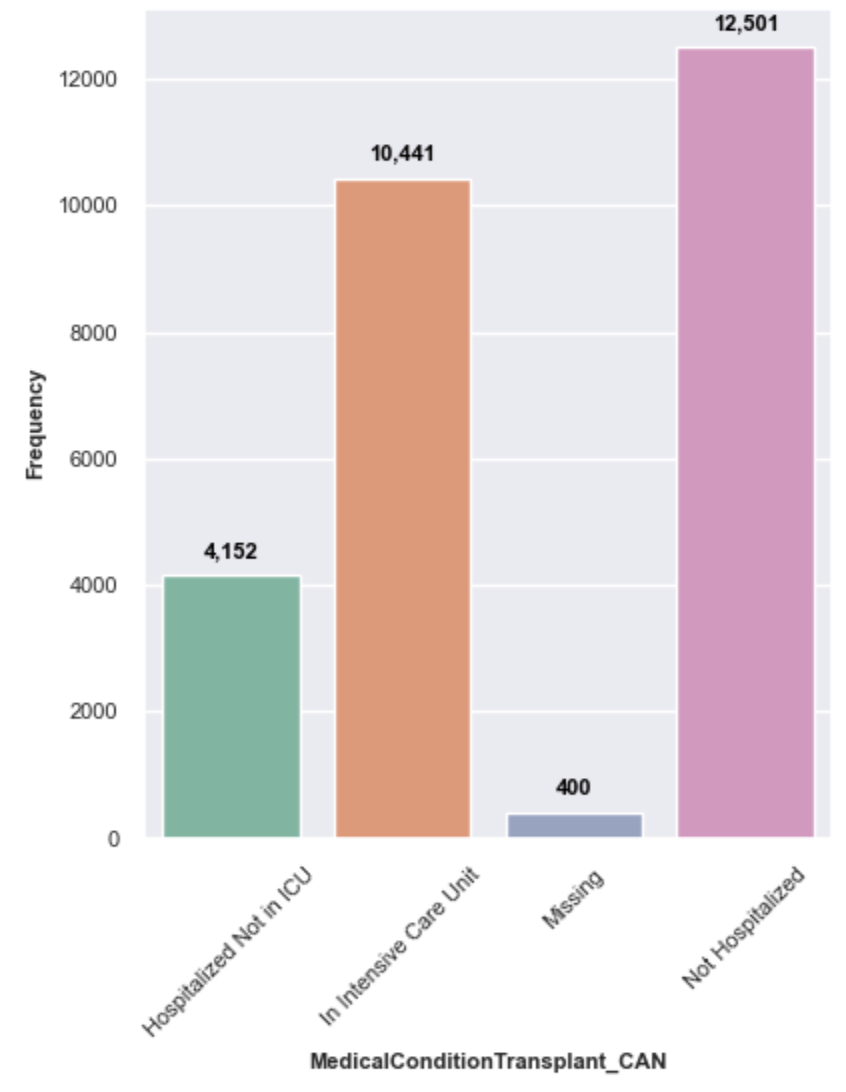 12,501
12000
10,441
10000
8000
Frequency
6000
4,152
4000
2000
400
0
Hospitalized Not in ICU
In Intensive Care Unit
Missing
Not Hospitalized
MedicalConditionTransplant_CAN